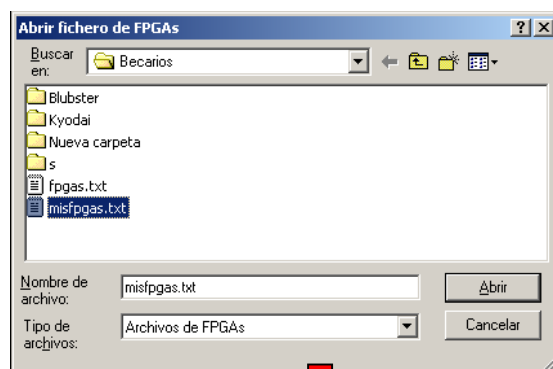 Abrir fichero de FPGAs
Buscar en:
Becarios
Blubster
Kyodai
Nueva carpeta
s
fpgas.txt
misfpgas.txt
Nombre de archivo:
misfpgas.txt
Abrir
Tipo de archivos:
Archivos de FPGAs
Cancelar